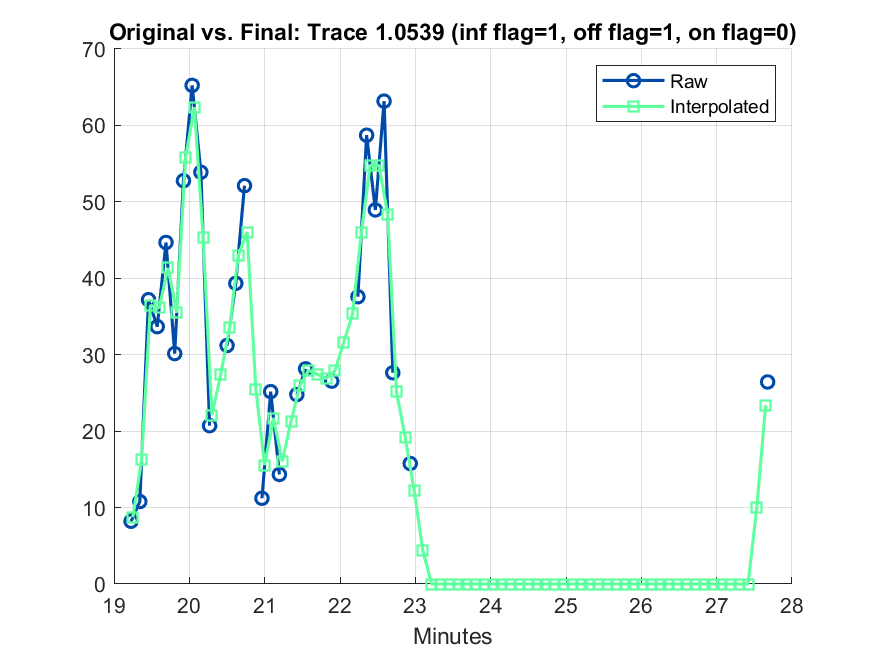 Original vs. Final: Trace 1.0539 (inf flag=1, off flag=1, on flag=0)
70
60
50
40
30
20
10
0
Raw
Interpolated
19 20 21 22 23 24 25 26 27 28
Minutes